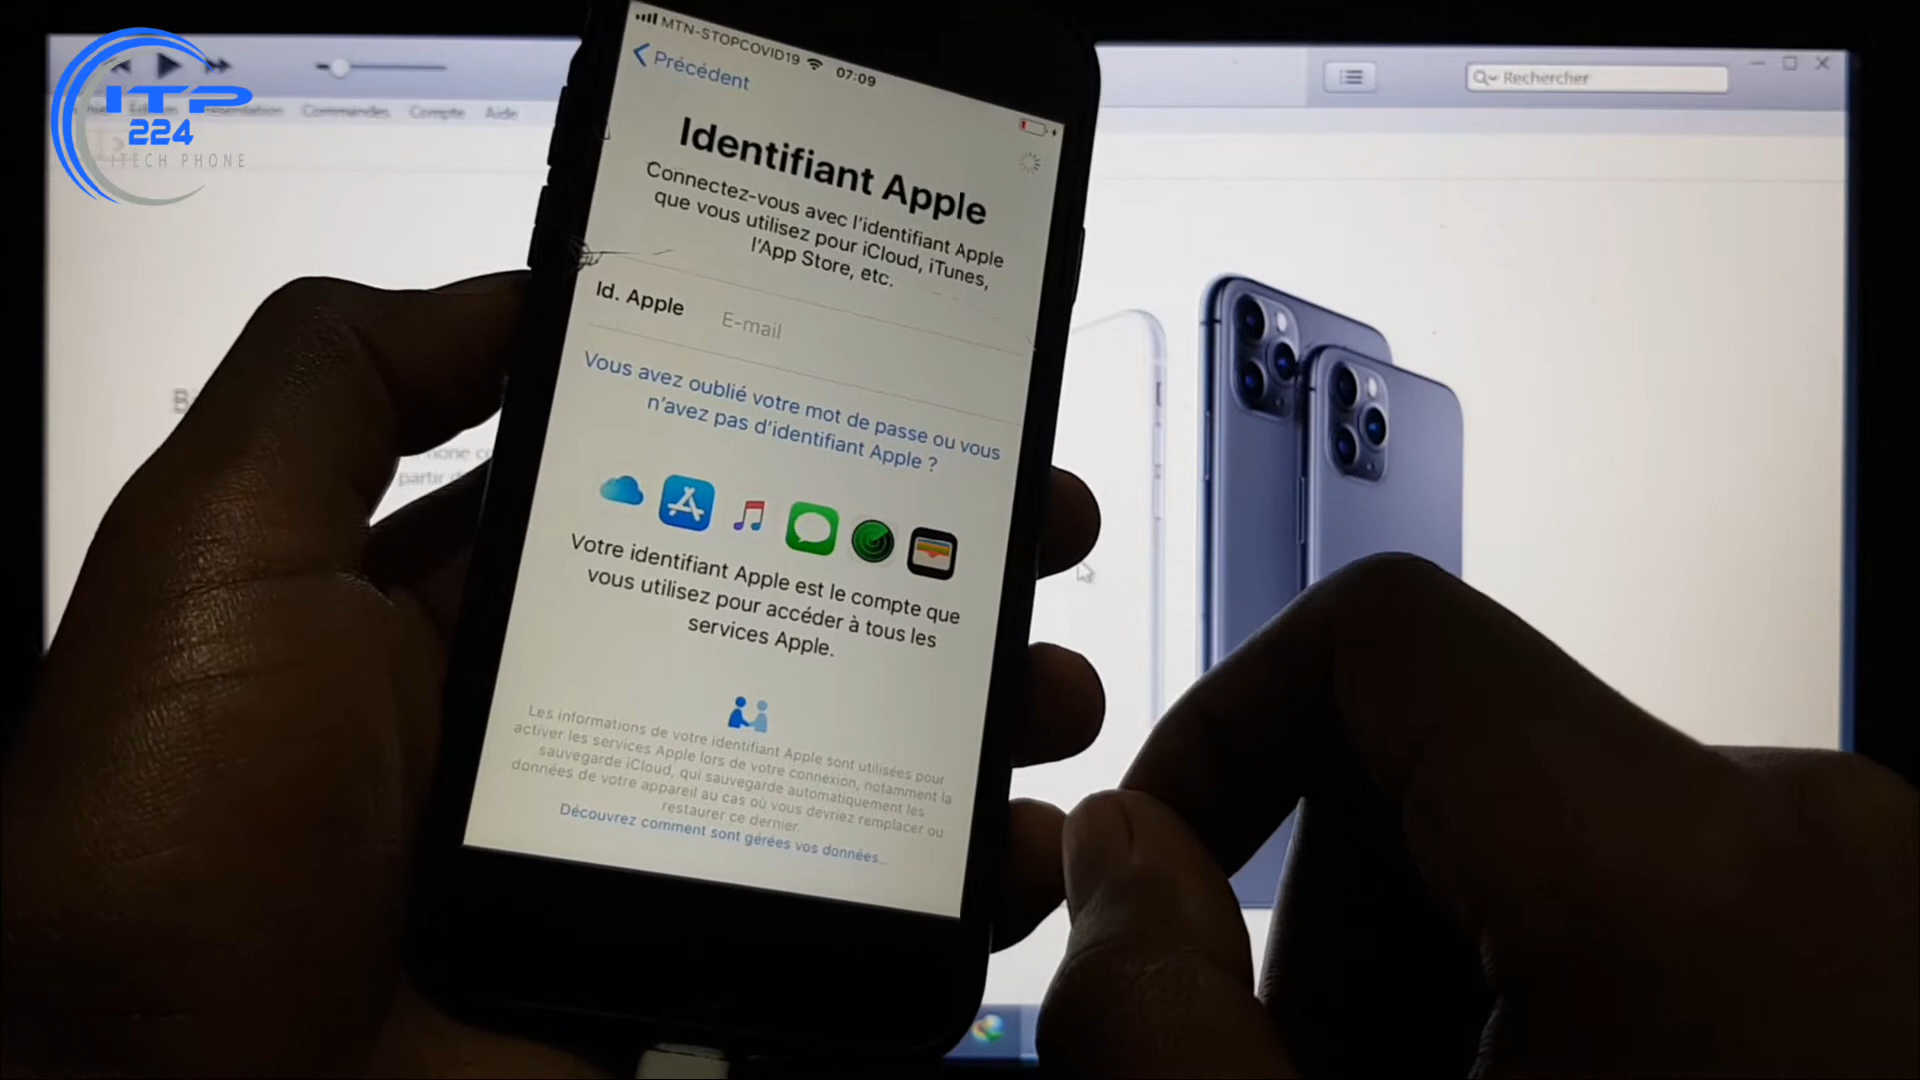 ITP
224
ITECH PHONE
Commandes
Compte
Aide
Rechercher
MTN-STOPCOVID19 07:09
Précédent
Identifiant Apple
Connectez-vous avec l'identifiant Apple
que vous utilisez pour iCloud, iTunes,
l'App Store, etc.
Id. Apple E-mail
Vous avez oublié votre mot de passe ou vous
n'avez pas d'identifiant Apple ?
Votre identifiant Apple est le compte que
vous utilisez pour accéder à tous les
services Apple.
Les informations de votre identifiant Apple sont utilisées pour
activer les services Apple lors de votre connexion, notamment la
sauvegarde iCloud, qui sauvegarde automatiquement les
données de votre appareil au cas où vous devriez remplacer ou
restaurer ce dernier.
Découvrez comment sont gérées vos données...
partir